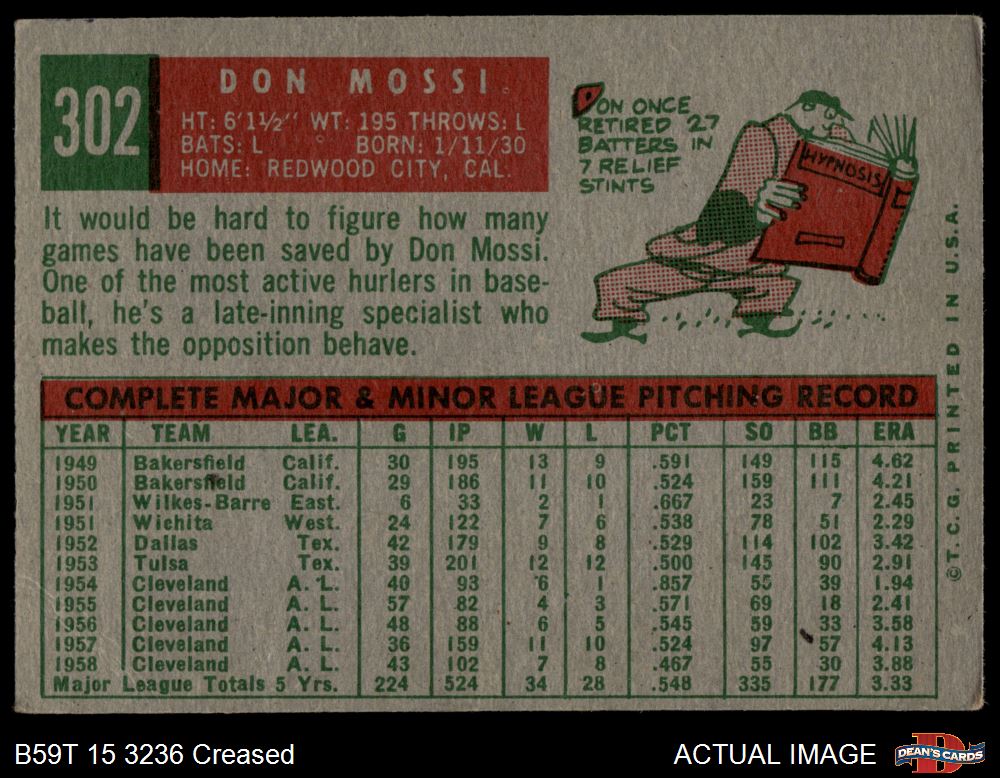 302
DON MOSSI
HT: 6'1½" WT: 195 THROWS: L
BATS: L BORN: 1/11/30
HOME: REDWOOD CITY, CAL.
DON ONCE
RETIRED 27
BATTERS IN
7 RELIEF
STINTS
HYPNOSIS
It would be hard to figure how many
games have been saved by Don Mossi.
One of the most active hurlers in base-
ball, he's a late-inning specialist who
makes the opposition behave.
COMPLETE MAJOR & MINOR LEAGUE PITCHING RECORD
YEAR TEAM LEA. G IP W L PCT SO BB ERA
1949 Bakersfield Calif. 30 195 13 9 .591 149 115 4.62
1950 Bakersfield Calif. 29 186 11 10 .524 159 111 4.21
1951 Wilkes-Barre East. 6 33 2 1 .667 23 7 2.45
1951 Wichita West. 24 122 7 6 .538 78 51 2.29
1952 Dallas Tex. 42 179 9 8 .529 114 102 3.42
1953 Tulsa Tex. 39 201 12 12 .500 145 90 2.91
1954 Cleveland A. L. 40 93 6 1 .857 55 39 1.94
1955 Cleveland A. L. 57 82 4 3 .571 69 18 2.41
1956 Cleveland A. L. 48 88 6 5 .545 59 33 3.58
1957 Cleveland A. L. 36 159 11 10 .524 97 57 4.13
1958 Cleveland A. L. 43 102 7 8 .467 55 30 3.88
Major League Totals 5 Yrs. 224 524 34 28 .548 335 177 3.33
©T.C.G. PRINTED IN U.S.A.
B59T 15 3236 Creased
ACTUAL IMAGE
DEAN'S CARDS